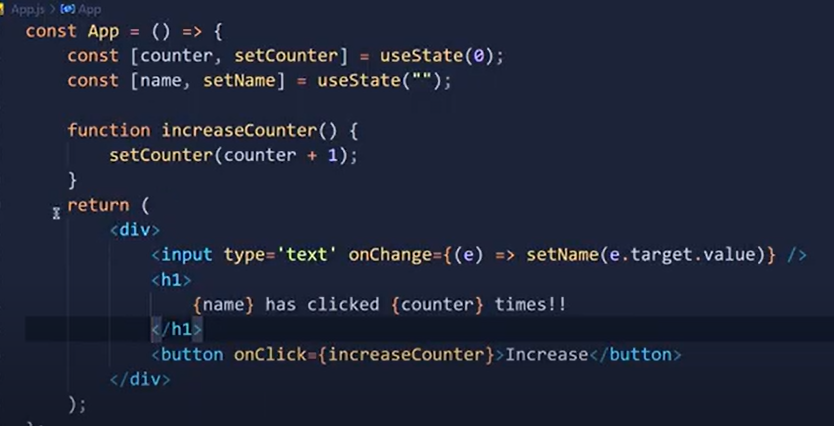 App.js > App
const App = () => {
const [counter, setCounter] = useState(0);
const [name, setName] = useState("");
function increaseCounter() {
setCounter(counter + 1);
}
return (
<div>
<input type='text' onChange={(e) => setName(e.target.value)} />
<h1>
{name} has clicked {counter} times!!
</h1>
<button onClick={increaseCounter}>Increase</button>
</div>
);